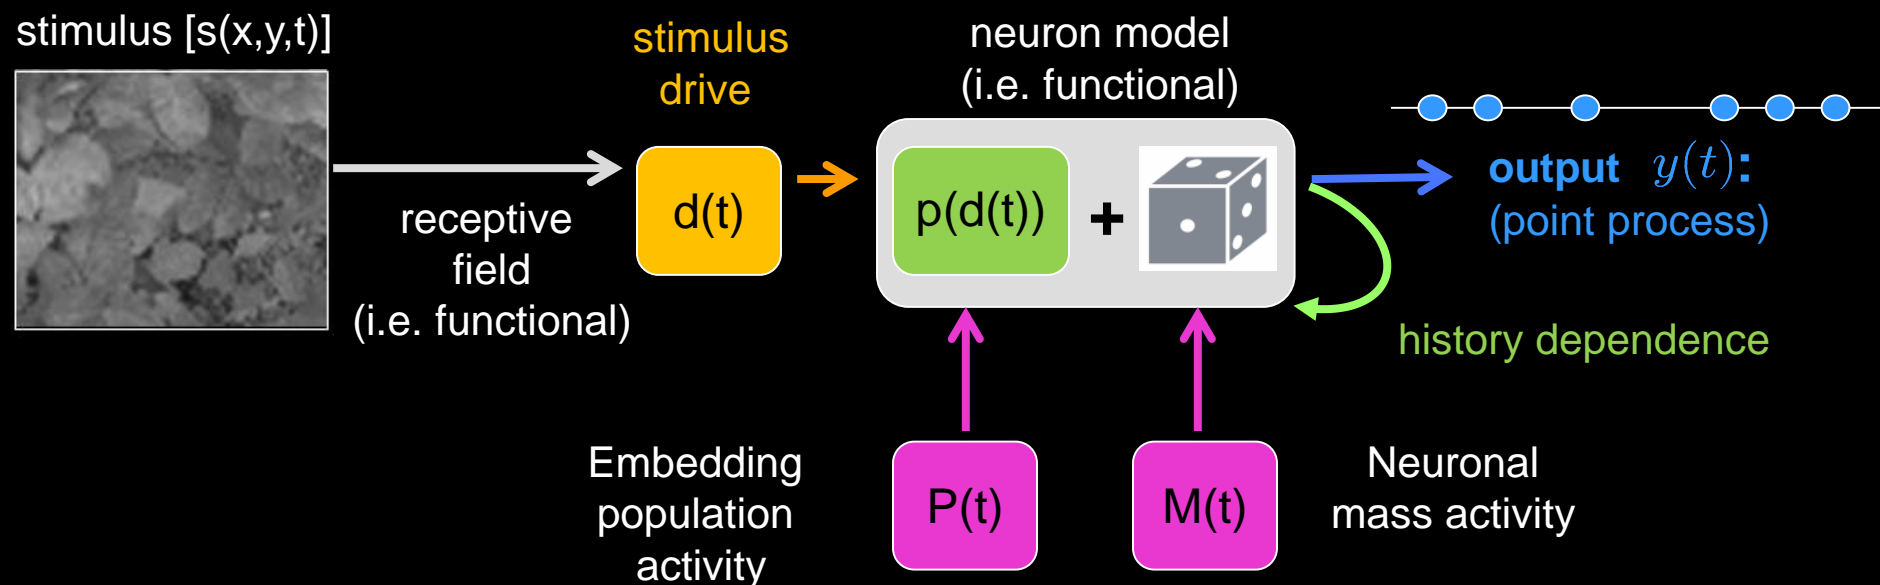 stimulus [s(x,y,t)]
stimulus
drive
neuron model
(i.e. functional)
d(t)
p(d(t))
+
receptive
field
(i.e. functional)
output y(t):
(point process)
history dependence
Embedding
population
activity
P(t)
M(t)
Neuronal
mass activity